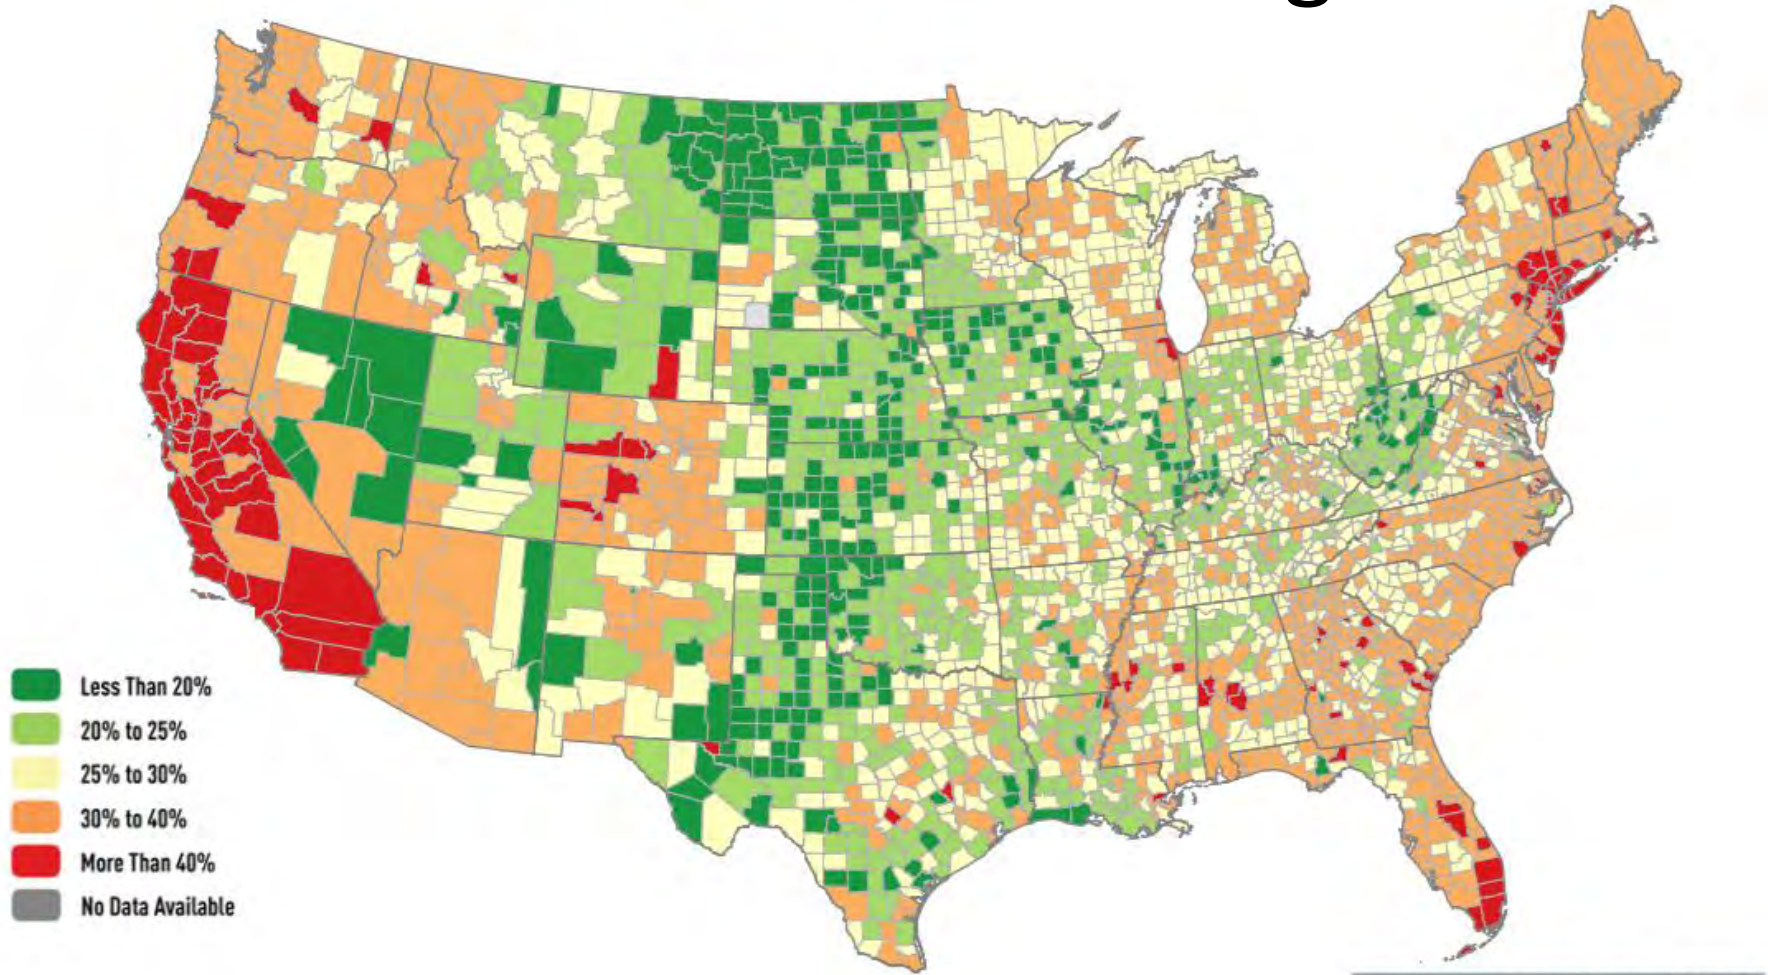 Less Than 20%
20% to 25%
25% to 30%
30% to 40%
More Than 40%
No Data Available